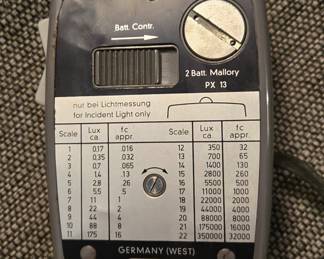 Batt. Contr.
2 Batt. Mallory
PX 13
nur bei Lichtmessung
for Incident Light only
Scale Lux ca. fc appr. Scale Lux ca. fc appr.
1 0.17 .016 12 350 32
2 0.35 .032 13 700 65
3 0,7 .065 14 1400 130
4 1,4 .13 15 2800 260
5 2,8 .26 16 5500 500
6 5,5 .5 17 11000 1000
7 11 1 18 22000 2000
8 22 2 19 44000 4000
9 44 4 20 88000 8000
10 88 8 21 175000 16000
11 175 16 22 350000 32000
GERMANY (WEST)